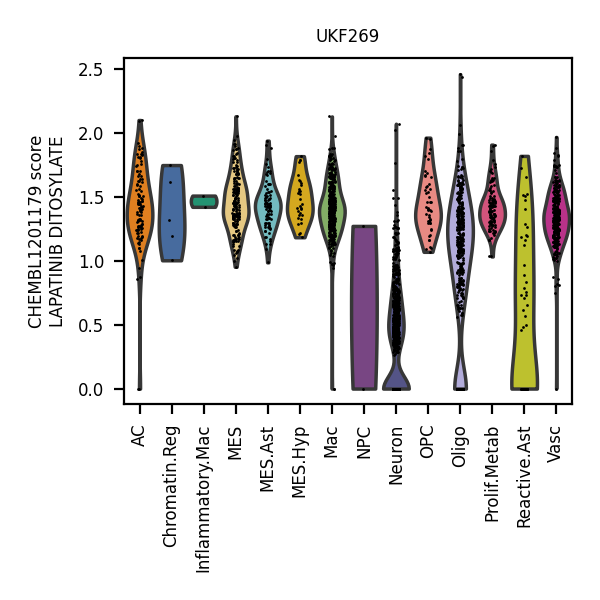 UKF269
CHEMBL1201179 score
LAPATINIB DITOSYLATE
2.5
2.0
1.5
1.0
0.5
0.0
AC
Chromatin.Reg
Inflammatory.Mac
MES
MES.Ast
MES.Hyp
Mac
NPC
Neuron
OPC
Oligo
Prolif.Metab
Reactive.Ast
Vasc